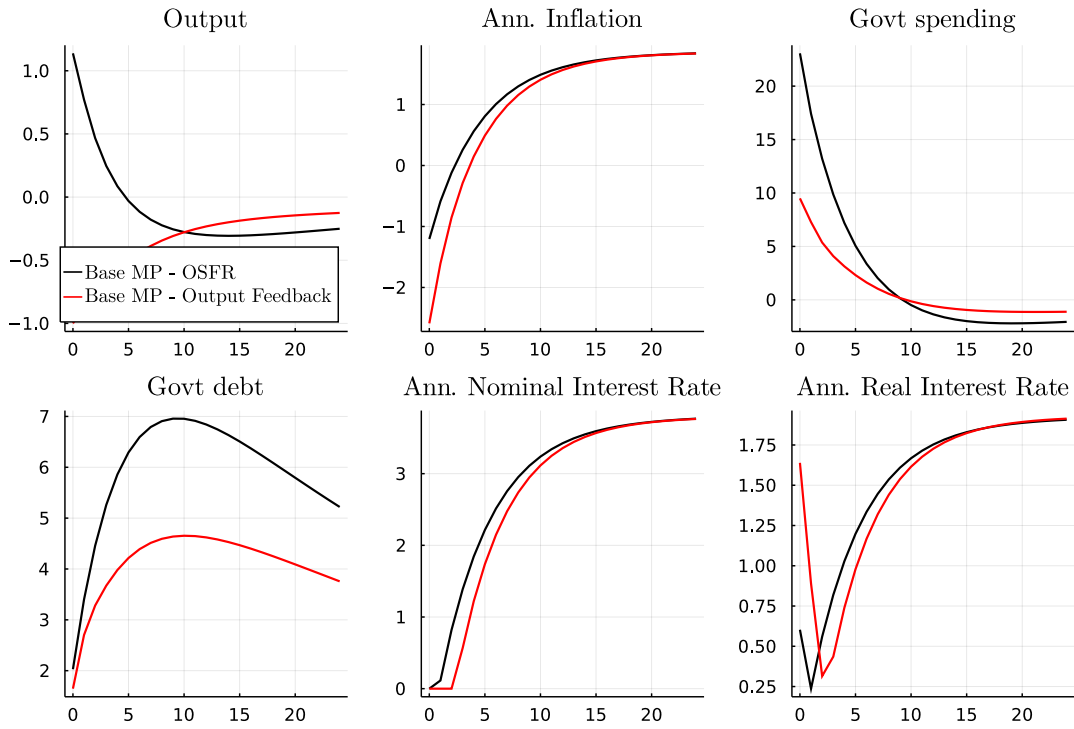 Output
Ann. Inflation
Govt spending
1.0
0.5
0.0
−0.5
−1.0
Base MP - OSFR
Base MP - Output Feedback
0 5 10 15 20
1
0
−1
−2
0 5 10 15 20
20
15
10
5
0
0 5 10 15 20
Govt debt
Ann. Nominal Interest Rate
Ann. Real Interest Rate
7
6
5
4
3
2
0 5 10 15 20
3
2
1
0
0 5 10 15 20
1.75
1.50
1.25
1.00
0.75
0.50
0.25
0 5 10 15 20